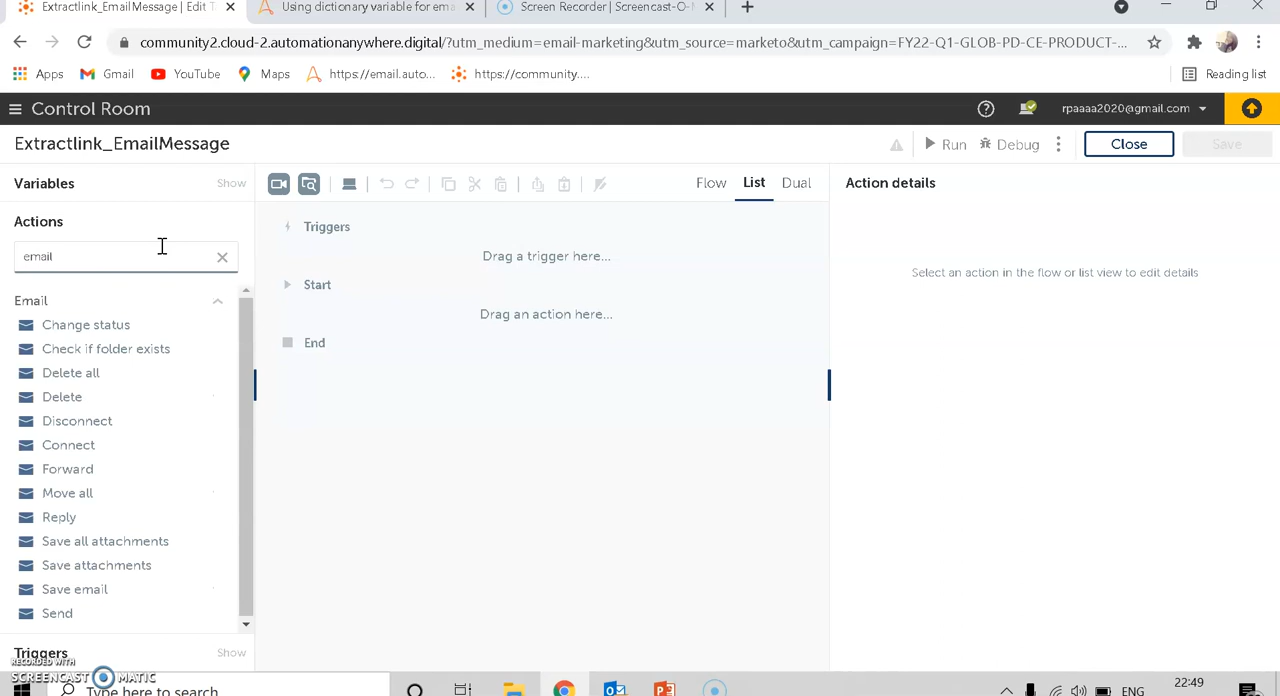 Extractlink_EmailMessage | Edit T
Using dictionary variable for ema
Screen Recorder | Screencast-O-M
community2.cloud-2.automationanywhere.digital/?utm_medium=email-marketing&utm_source=marketo&utm_campaign=FY22-Q1-GLOB-PD-CE-PRODUCT-...
Apps
Gmail
YouTube
Maps
https://email.auto...
https://community....
Reading list
Control Room
rpaaaa2020@gmail.com
Extractlink_EmailMessage
Run
Debug
Close
Save
Variables
Show
Flow
List
Dual
Action details
Actions
email
Triggers
Drag a trigger here...
Select an action in the flow or list view to edit details
Start
Drag an action here...
End
Email
Change status
Check if folder exists
Delete all
Delete
Disconnect
Connect
Forward
Move all
Reply
Save all attachments
Save attachments
Save email
Send
Triggers
Show
RECORDED WITH
SCREENCAST MATIC
Type here to search
ENG
22:49